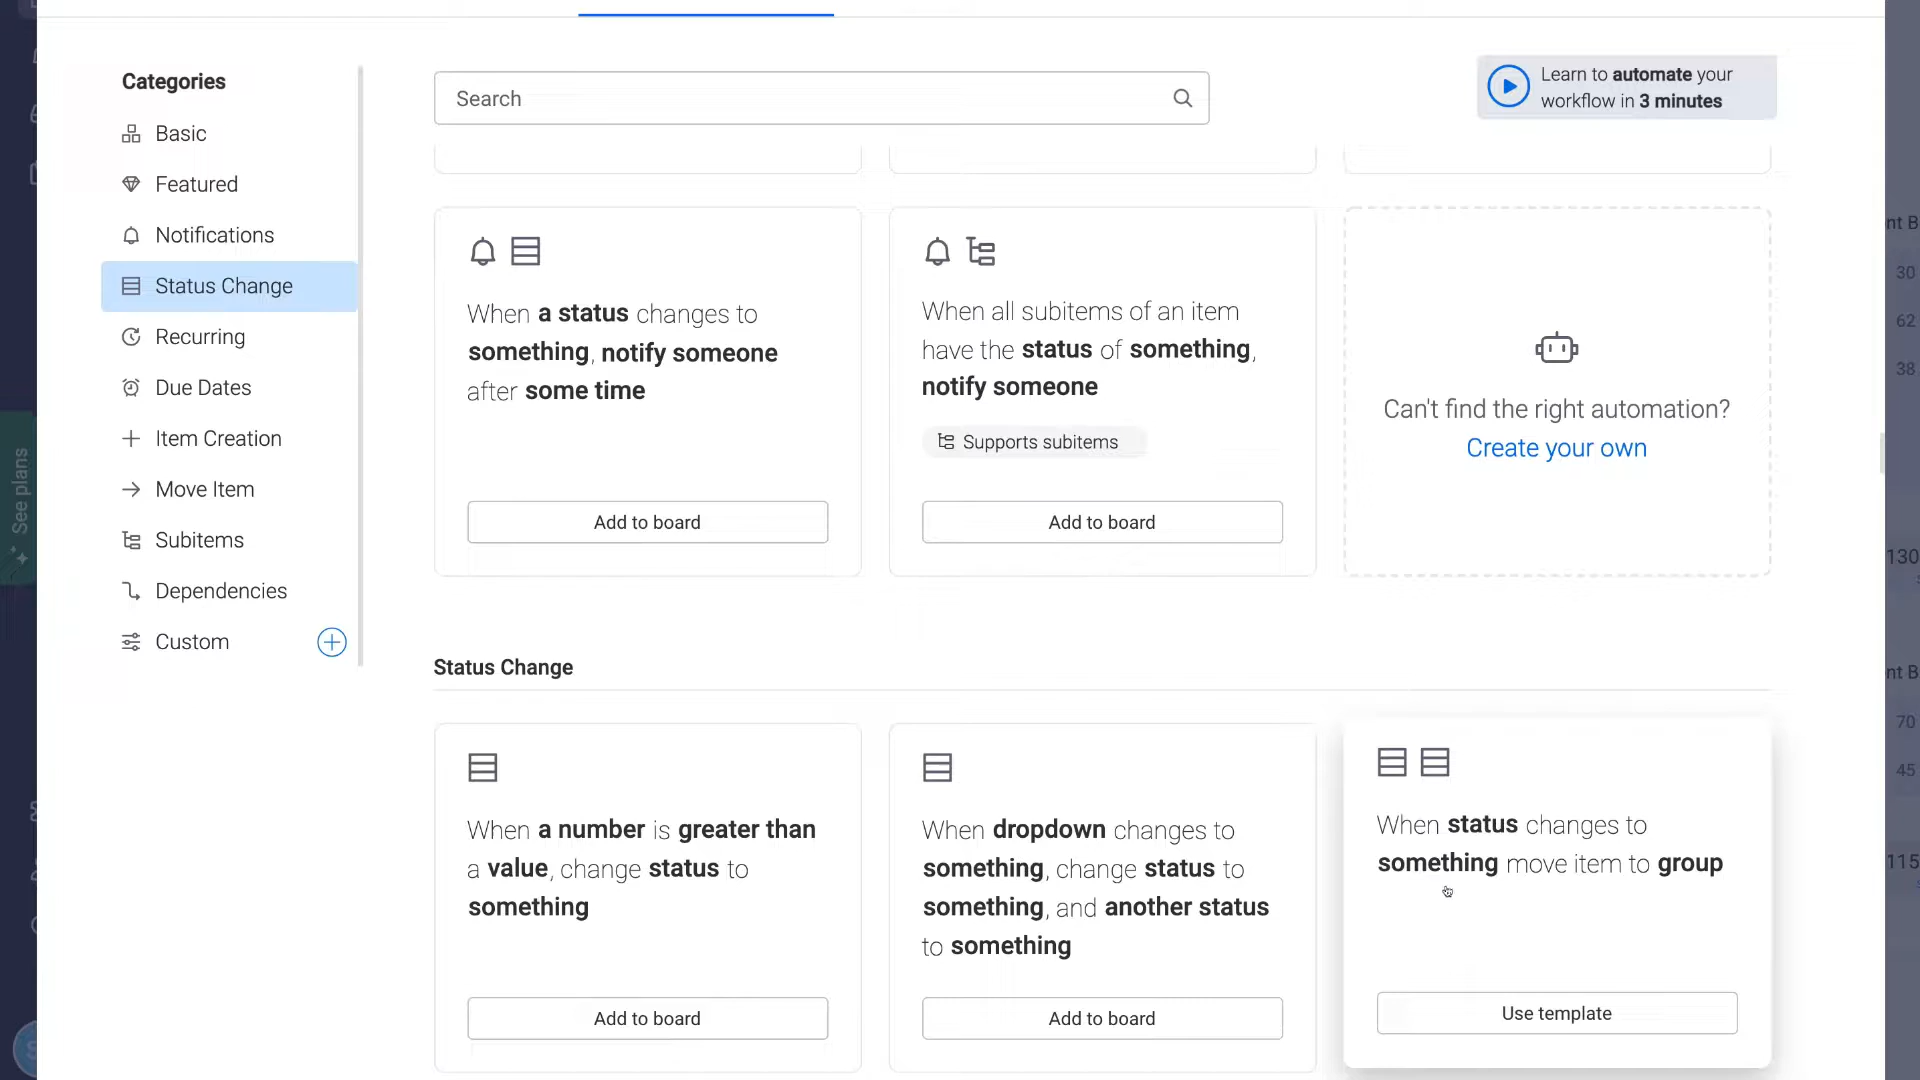 Categories
Basic
Featured
Notifications
Status Change
Recurring
Due Dates
Item Creation
Move Item
Subitems
Dependencies
Custom
See plans
Search
Learn to automate your
workflow in 3 minutes
When a status changes to
something, notify someone
after some time
Add to board
When all subitems of an item
have the status of something,
notify someone
Supports subitems
Add to board
Can't find the right automation?
Create your own
Status Change
When a number is greater than
a value, change status to
something
Add to board
When dropdown changes to
something, change status to
something, and another status
to something
Add to board
When status changes to
something move item to group
Use template
nt B
30
62
38
130
nt B
70
45
115